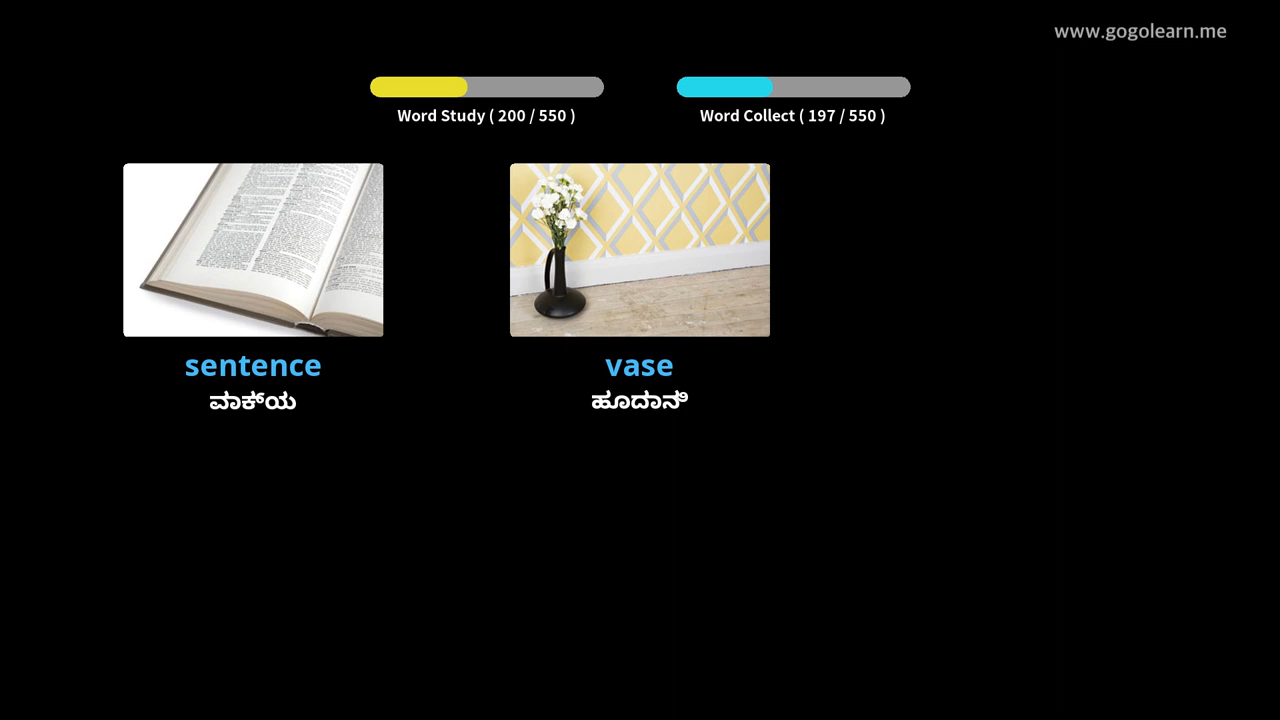 www.gogolearn.me
Word Study ( 200 / 550 )
Word Collect ( 197 / 550 )
sentence
ವಾಕ್ಯ
vase
ಹೂದಾನಿ